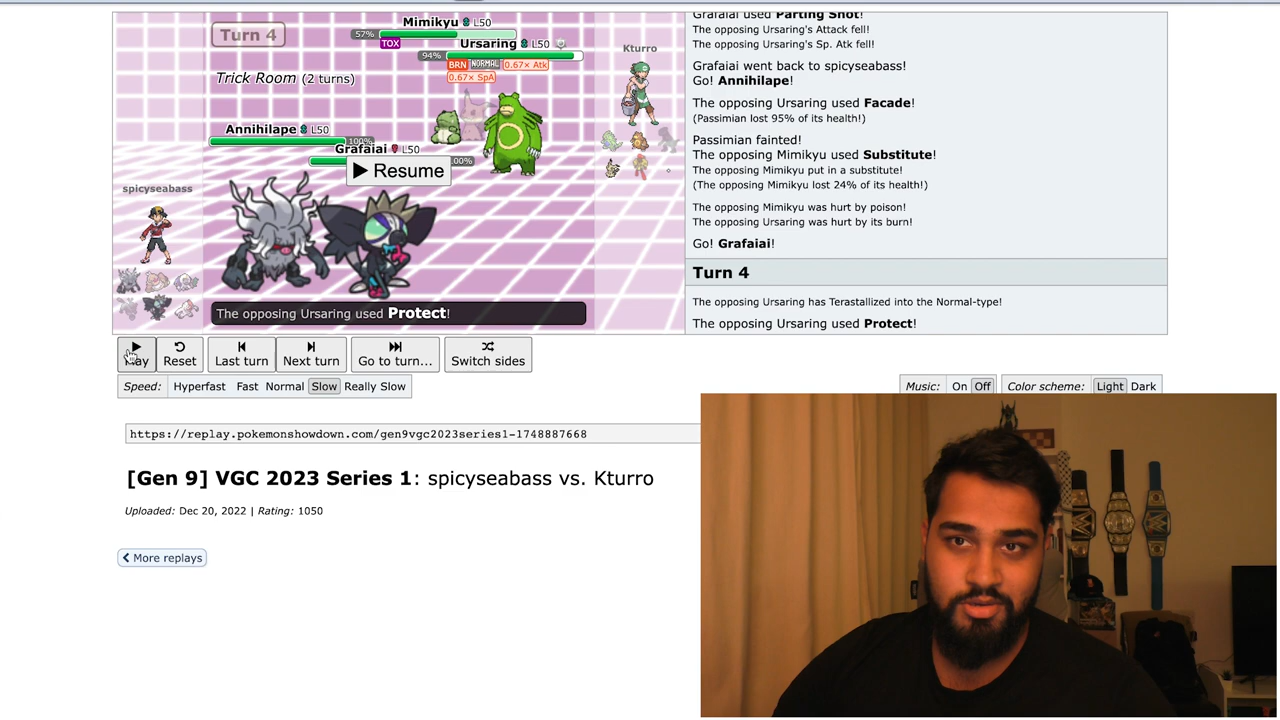 Turn 4
Mimikyu L50
57%
TOX
Ursaring L50
94%
BRN NORMAL 0.67× Atk
0.67× SpA
Trick Room (2 turns)
Annihilape L50
100%
Grafaiai L50
100%
Resume
spicyseabass
Kturro
The opposing Ursaring used Protect!
Grafaiai used Parting Shot!
The opposing Ursaring's Attack fell!
The opposing Ursaring's Sp. Atk fell!
Grafaiai went back to spicyseabass!
Go! Annihilape!
The opposing Ursaring used Facade!
(Passimian lost 95% of its health!)
Passimian fainted!
The opposing Mimikyu used Substitute!
The opposing Mimikyu put in a substitute!
(The opposing Mimikyu lost 24% of its health!)
The opposing Mimikyu was hurt by poison!
The opposing Ursaring was hurt by its burn!
Go! Grafaiai!
Turn 4
The opposing Ursaring has Terastallized into the Normal-type!
The opposing Ursaring used Protect!
Play Reset Last turn Next turn Go to turn... Switch sides
Speed: Hyperfast Fast Normal Slow Really Slow
Music: On Off Color scheme: Light Dark
https://replay.pokemonshowdown.com/gen9vgc2023series1-1748887668
[Gen 9] VGC 2023 Series 1: spicyseabass vs. Kturro
Uploaded: Dec 20, 2022 | Rating: 1050
More replays